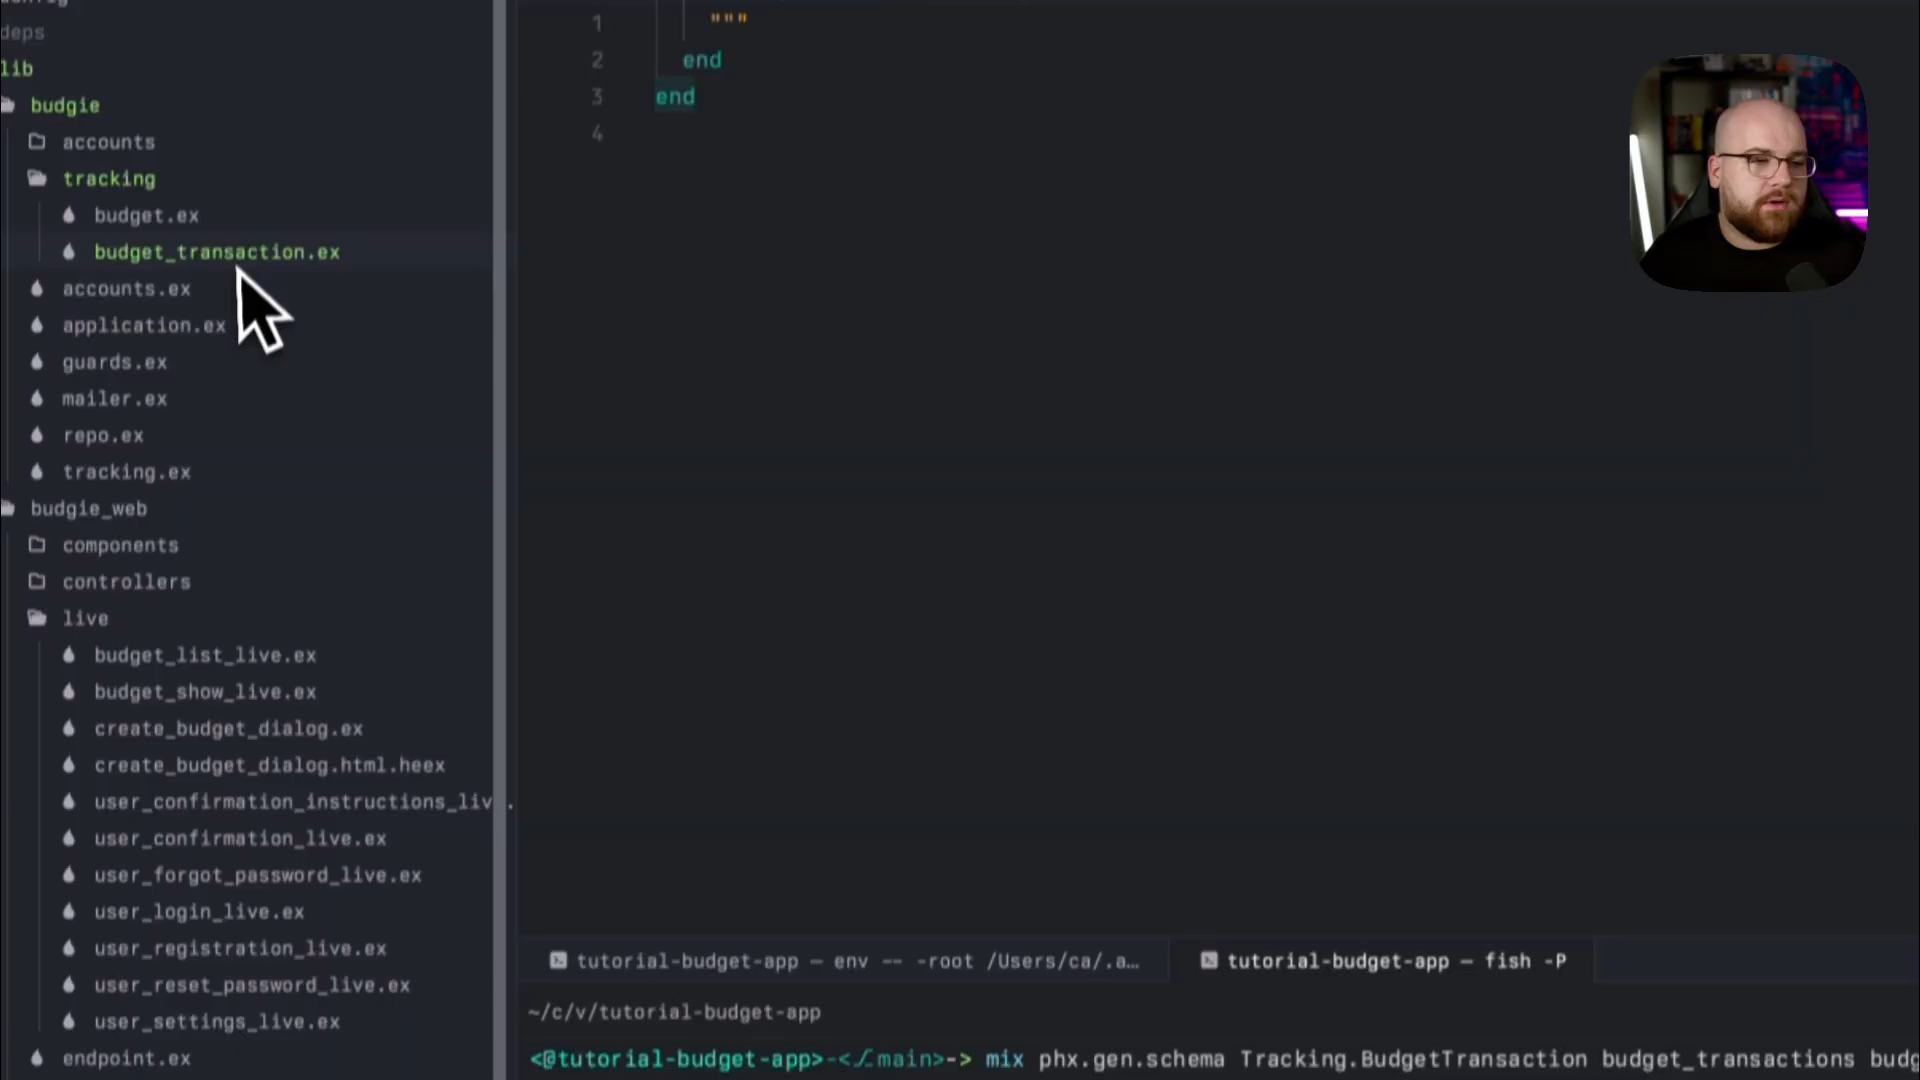 deps
lib
budgie
accounts
tracking
budget.ex
budget_transaction.ex
accounts.ex
application.ex
guards.ex
mailer.ex
repo.ex
tracking.ex
budgie_web
components
controllers
live
budget_list_live.ex
budget_show_live.ex
create_budget_dialog.ex
create_budget_dialog.html.heex
user_confirmation_instructions_liv .
user_confirmation_live.ex
user_forgot_password_live.ex
user_login_live.ex
user_registration_live.ex
user_reset_password_live.ex
user_settings_live.ex
endpoint.ex
1 """
2 end
3 end
4
tutorial-budget-app — env -- -root /Users/ca/.a…
tutorial-budget-app — fish -P
~/c/v/tutorial-budget-app
<@tutorial-budget-app>-<⎇main>-> mix phx.gen.schema Tracking.BudgetTransaction budget_transactions budg